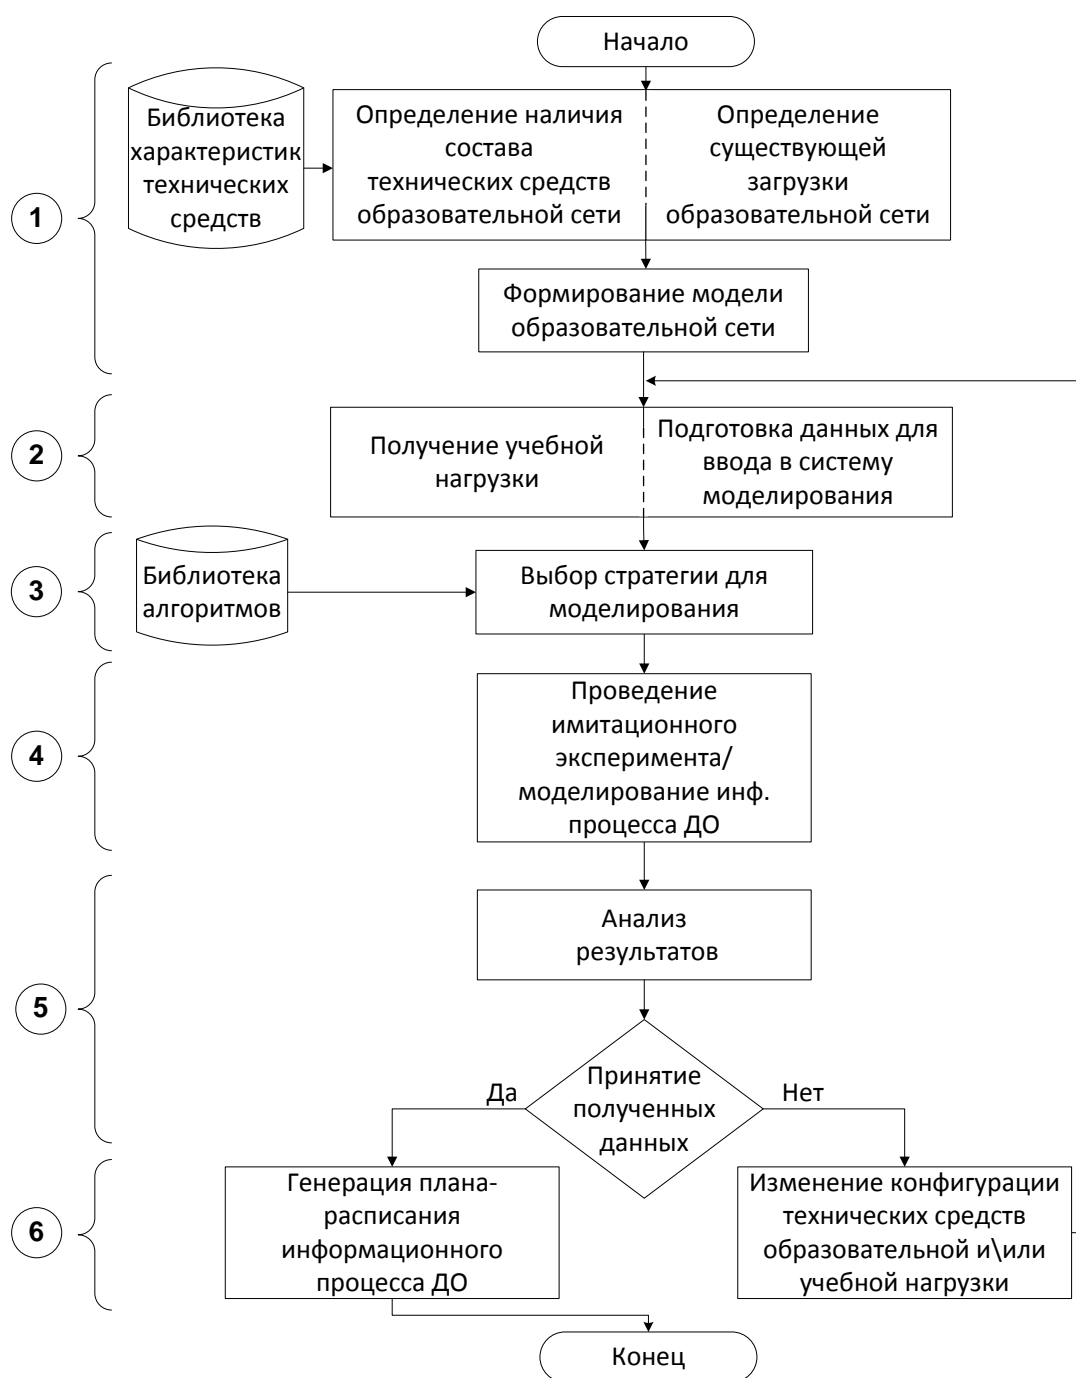 Начало
1
Библиотека
характеристик
технических
средств
Определение наличия
состава
технических средств
образовательной сети
Определение
существующей
загрузки
образовательной сети
Формирование модели
образовательной сети
2
Получение учебной
нагрузки
Подготовка данных для
ввода в систему
моделирования
3
Библиотека
алгоритмов
Выбор стратегии для
моделирования
4
Проведение
имитационного
эксперимента/
моделирование инф.
процесса ДО
5
Анализ
результатов
Принятие
полученных
данных
Да
Нет
6
Генерация плана-
расписания
информационного
процесса ДО
Изменение конфигурации
технических средств
образовательной и\или
учебной нагрузки
Конец